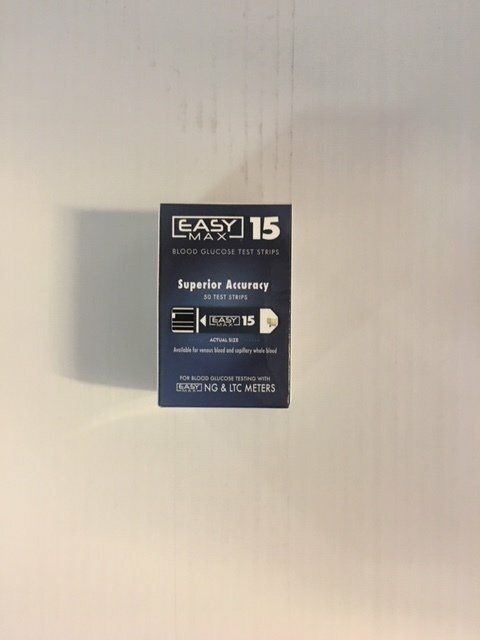 EASY MAX 15
BLOOD GLUCOSE TEST STRIPS
Superior Accuracy
50 TEST STRIPS
EASY MAX 15
ACTUAL SIZE
Available for venous blood and capillary whole blood
FOR BLOOD GLUCOSE TESTING WITH
EASY MAX NG & LTC METERS